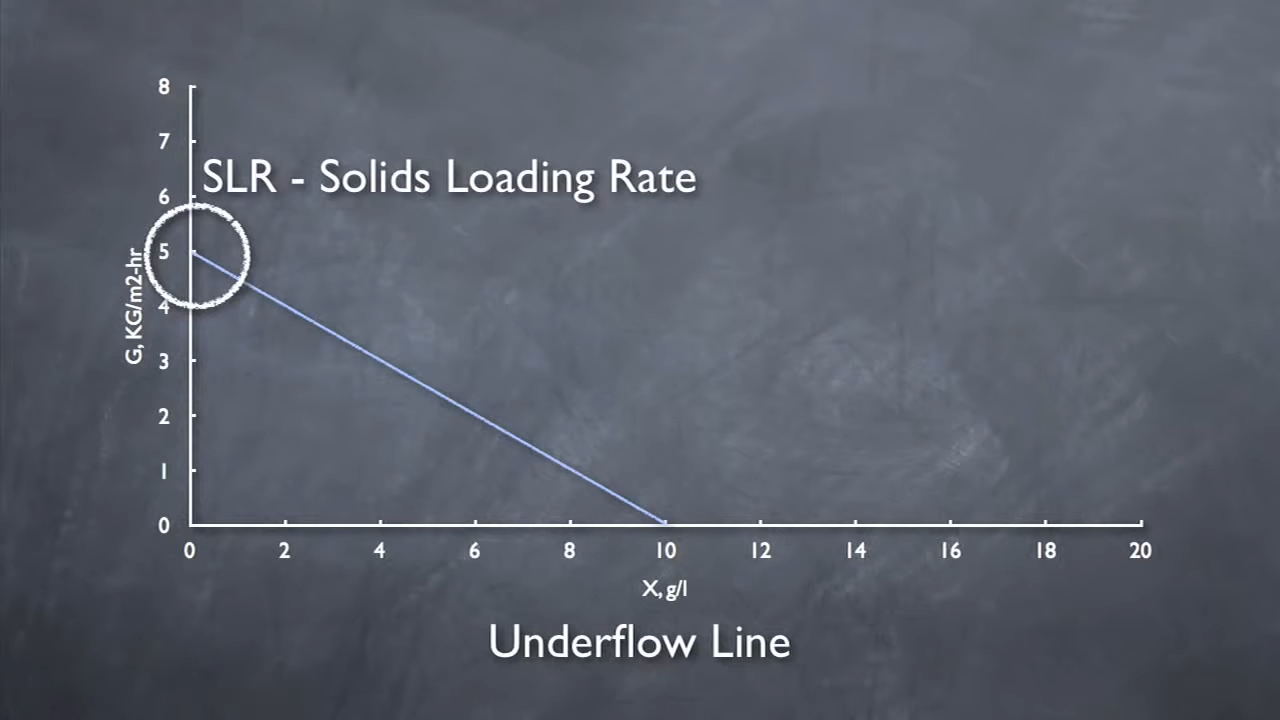 8
7
SLR - Solids Loading Rate
6
5
G, KG/m2-hr
4
3
2
1
0
0 2 4 6 8 10 12 14 16 18 20
X, g/l
Underflow Line